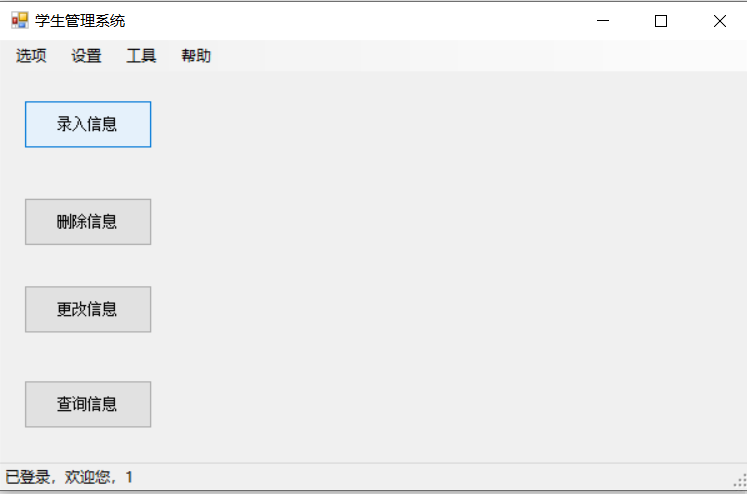 学生管理系统
选项 设置 工具 帮助
录入信息
删除信息
更改信息
查询信息
已登录，欢迎您，1